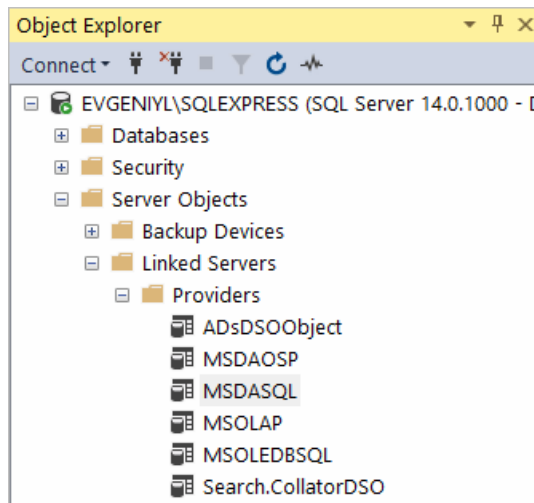 Object Explorer
Connect
EVGENIYL\SQLEXPRESS (SQL Server 14.0.1000 -
Databases
Security
Server Objects
Backup Devices
Linked Servers
Providers
ADsDSOObject
MSDAOSP
MSDASQL
MSOLAP
MSOLEDBSQL
Search.CollatorDSO